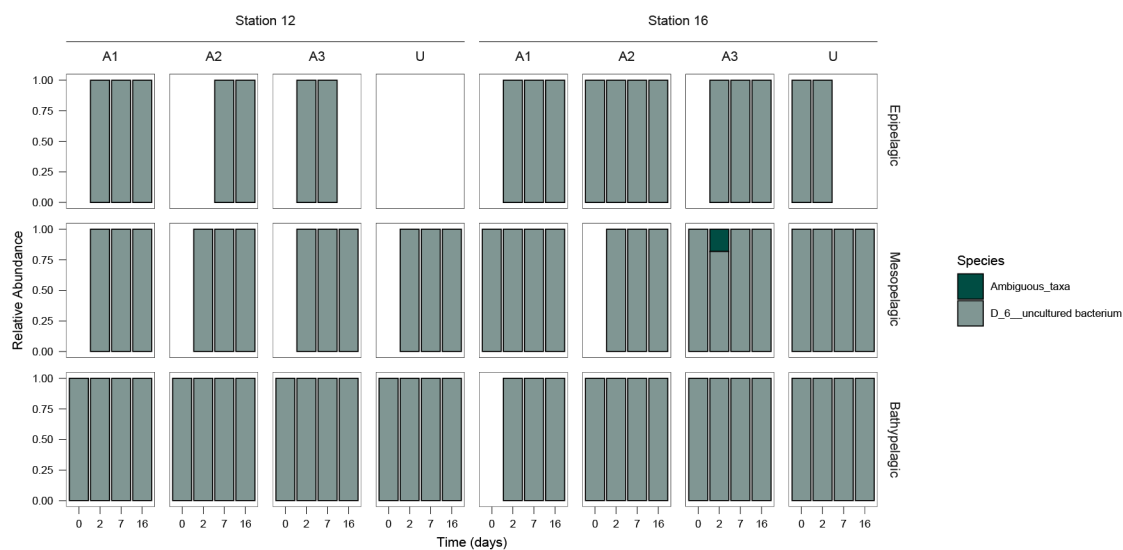 Station 12 Station 16
A1 A2 A3 U A1 A2 A3 U
1.00
0.75
0.50
0.25
0.00
Epipelagic
1.00
0.75
0.50
0.25
0.00
Mesopelagic
1.00
0.75
0.50
0.25
0.00
Bathypelagic
Relative Abundance
0 2 7 16 0 2 7 16 0 2 7 16 0 2 7 16 0 2 7 16 0 2 7 16 0 2 7 16 0 2 7 16
Time (days)
Species
Ambiguous_taxa
D_6__uncultured bacterium